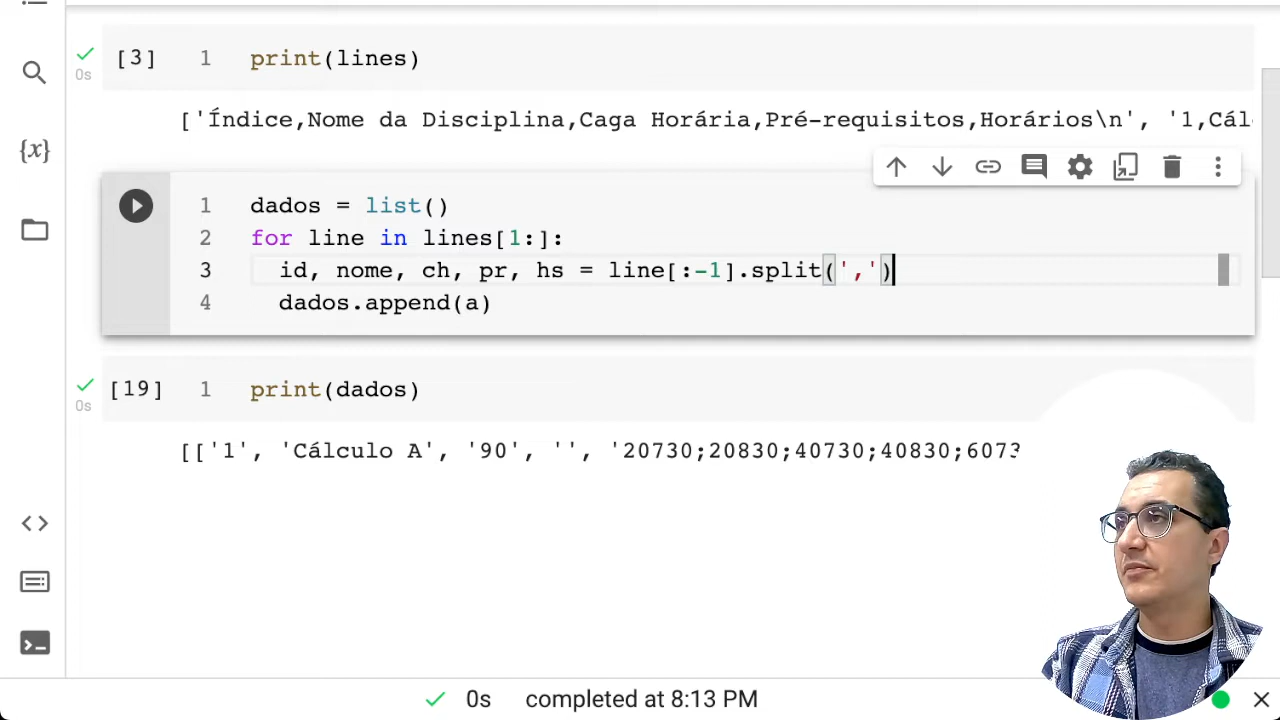 [3] 1 print(lines)
0s
['Índice,Nome da Disciplina,Caga Horária,Pré-requisitos,Horários\n', '1,Cál
{x}
1 dados = list()
2 for line in lines[1:]:
3 id, nome, ch, pr, hs = line[:-1].split(',')
4 dados.append(a)
[19] 1 print(dados)
0s
[['1', 'Cálculo A', '90', '', '20730;20830;40730;40830;6073
0s completed at 8:13 PM